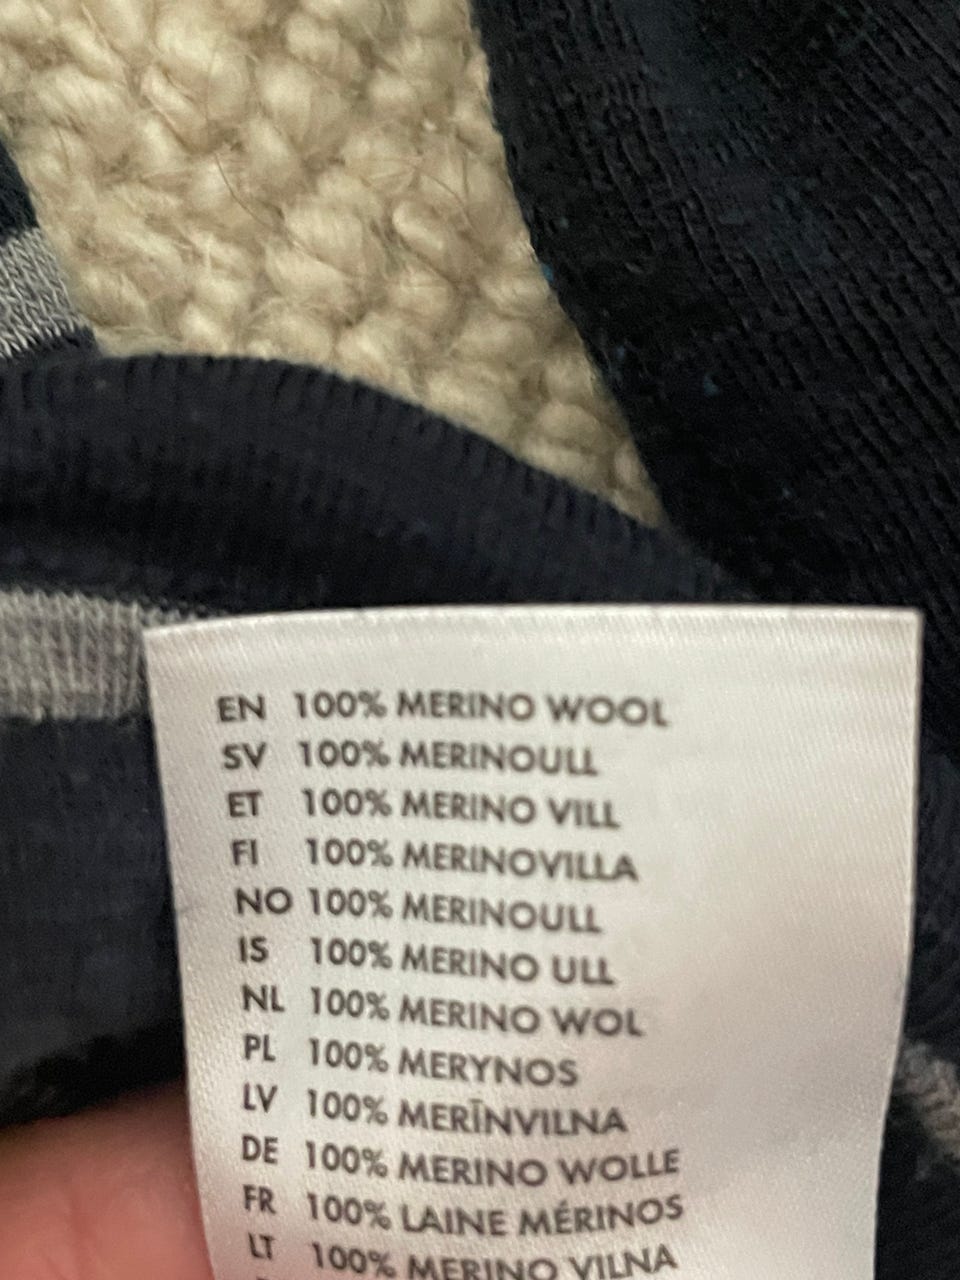 EN 100% MERINO WOOL
SV 100% MERINOULL
ET 100% MERINO VILL
FI 100% MERINOVILLA
NO 100% MERINOULL
IS 100% MERINO ULL
NL 100% MERINO WOL
PL 100% MERYNOS
LV 100% MERĪNVILNA
DE 100% MERINO WOLLE
FR 100% LAINE MÉRINOS
LT 100% MERINO VILNA